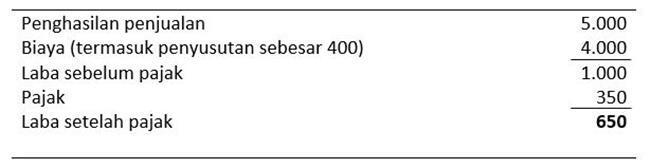 Penghasilan penjualan 5.000
Biaya (termasuk penyusutan sebesar 400) 4.000
Laba sebelum pajak 1.000
Pajak 350
Laba setelah pajak 650